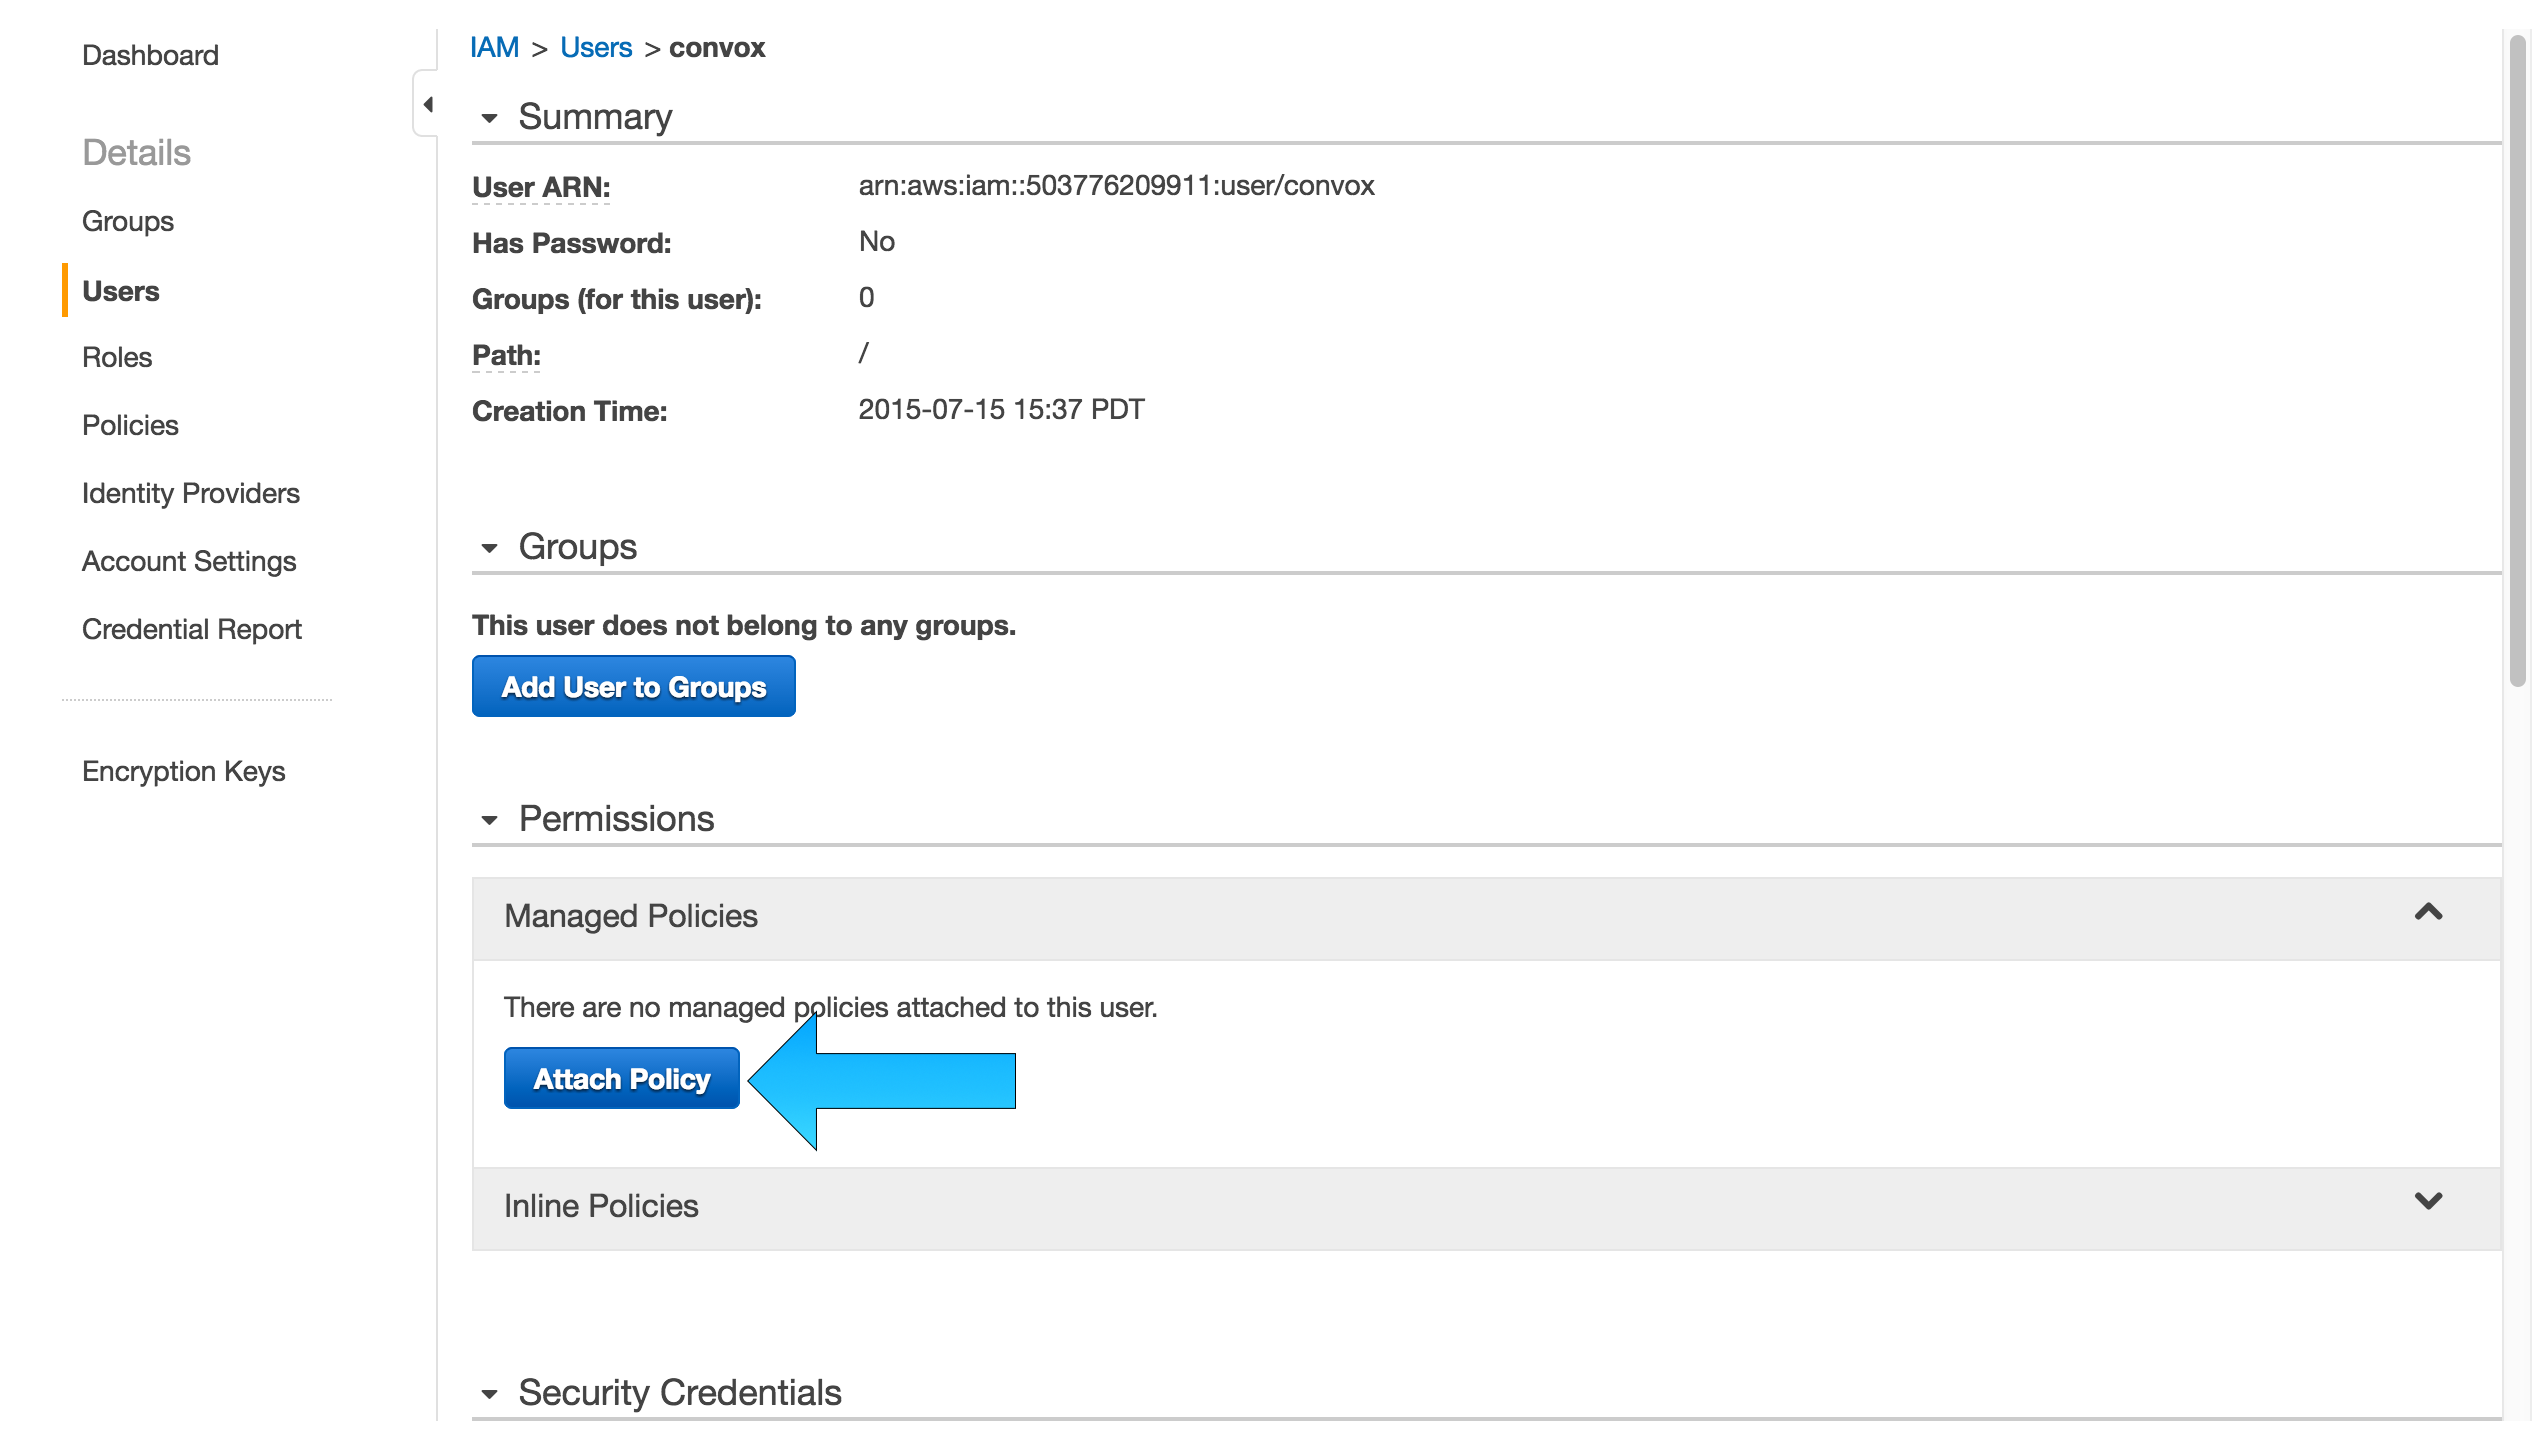 Dashboard
Details
Groups
Users
Roles
Policies
Identity Providers
Account Settings
Credential Report
Encryption Keys
IAM > Users > convox
Summary
User ARN: arn:aws:iam::503776209911:user/convox
Has Password: No
Groups (for this user): 0
Path: /
Creation Time: 2015-07-15 15:37 PDT
Groups
This user does not belong to any groups.
Add User to Groups
Permissions
Managed Policies
There are no managed policies attached to this user.
Attach Policy
Inline Policies
Security Credentials